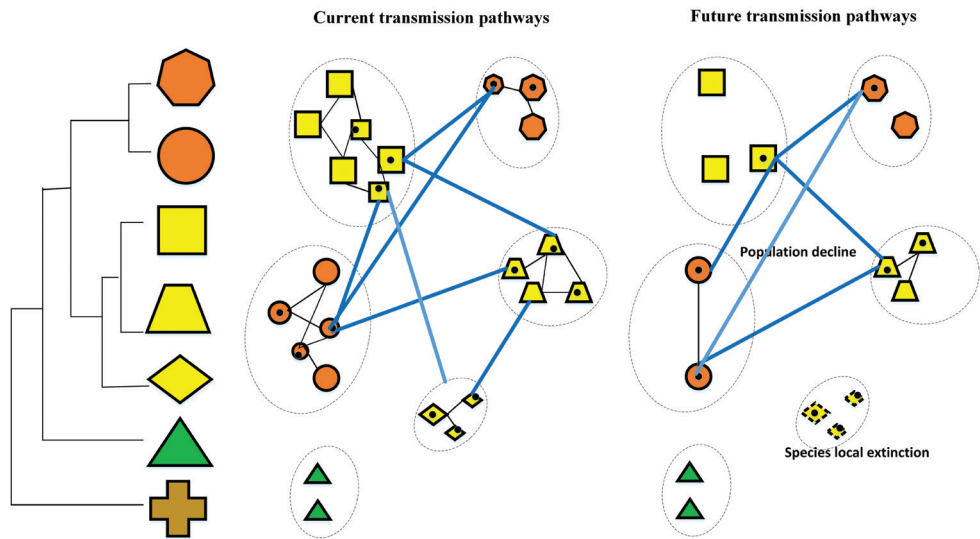 Current transmission pathways
Future transmission pathways
Population decline
Species local extinction